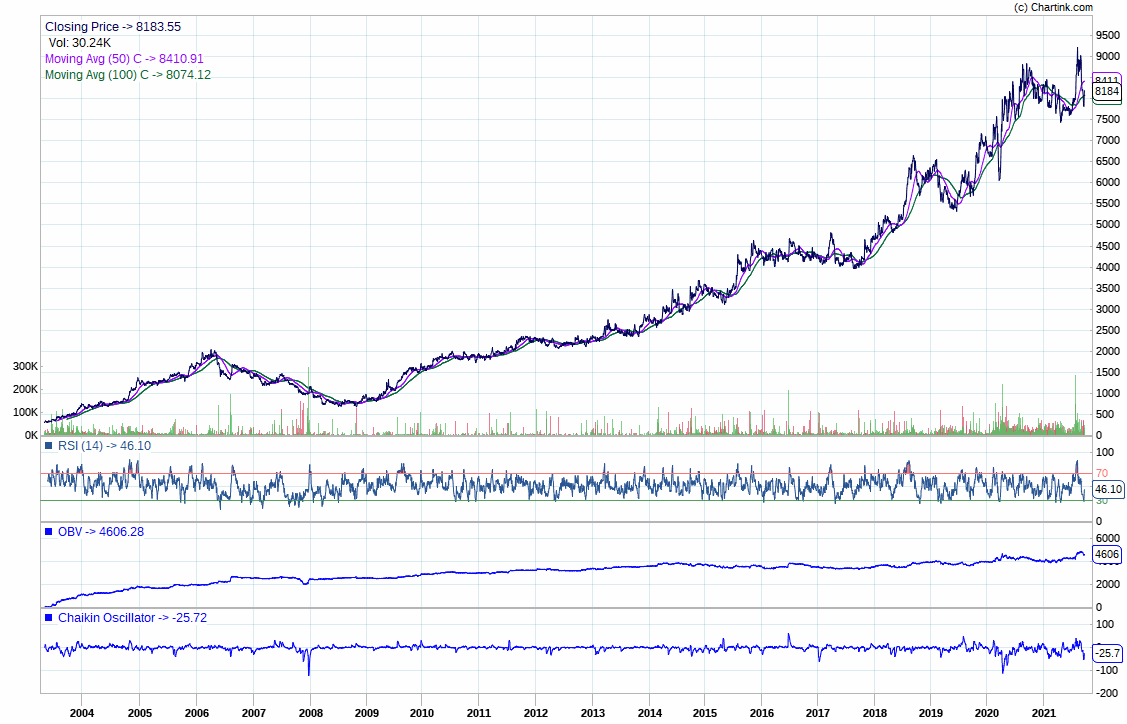 (c) Chartink.com
Closing Price -> 8183.55
Vol: 30.24K
Moving Avg (50) C -> 8410.91
Moving Avg (100) C -> 8074.12
9500
9000
8411
8184
7500
7000
6500
6000
5500
5000
4500
4000
3500
3000
2500
2000
1500
1000
500
0
300K
200K
100K
0K
RSI (14) -> 46.10
100
70
46.10
30
0
OBV -> 4606.28
6000
4606
2000
0
Chaikin Oscillator -> -25.72
100
-25.7
-100
-200
2004 2005 2006 2007 2008 2009 2010 2011 2012 2013 2014 2015 2016 2017 2018 2019 2020 2021